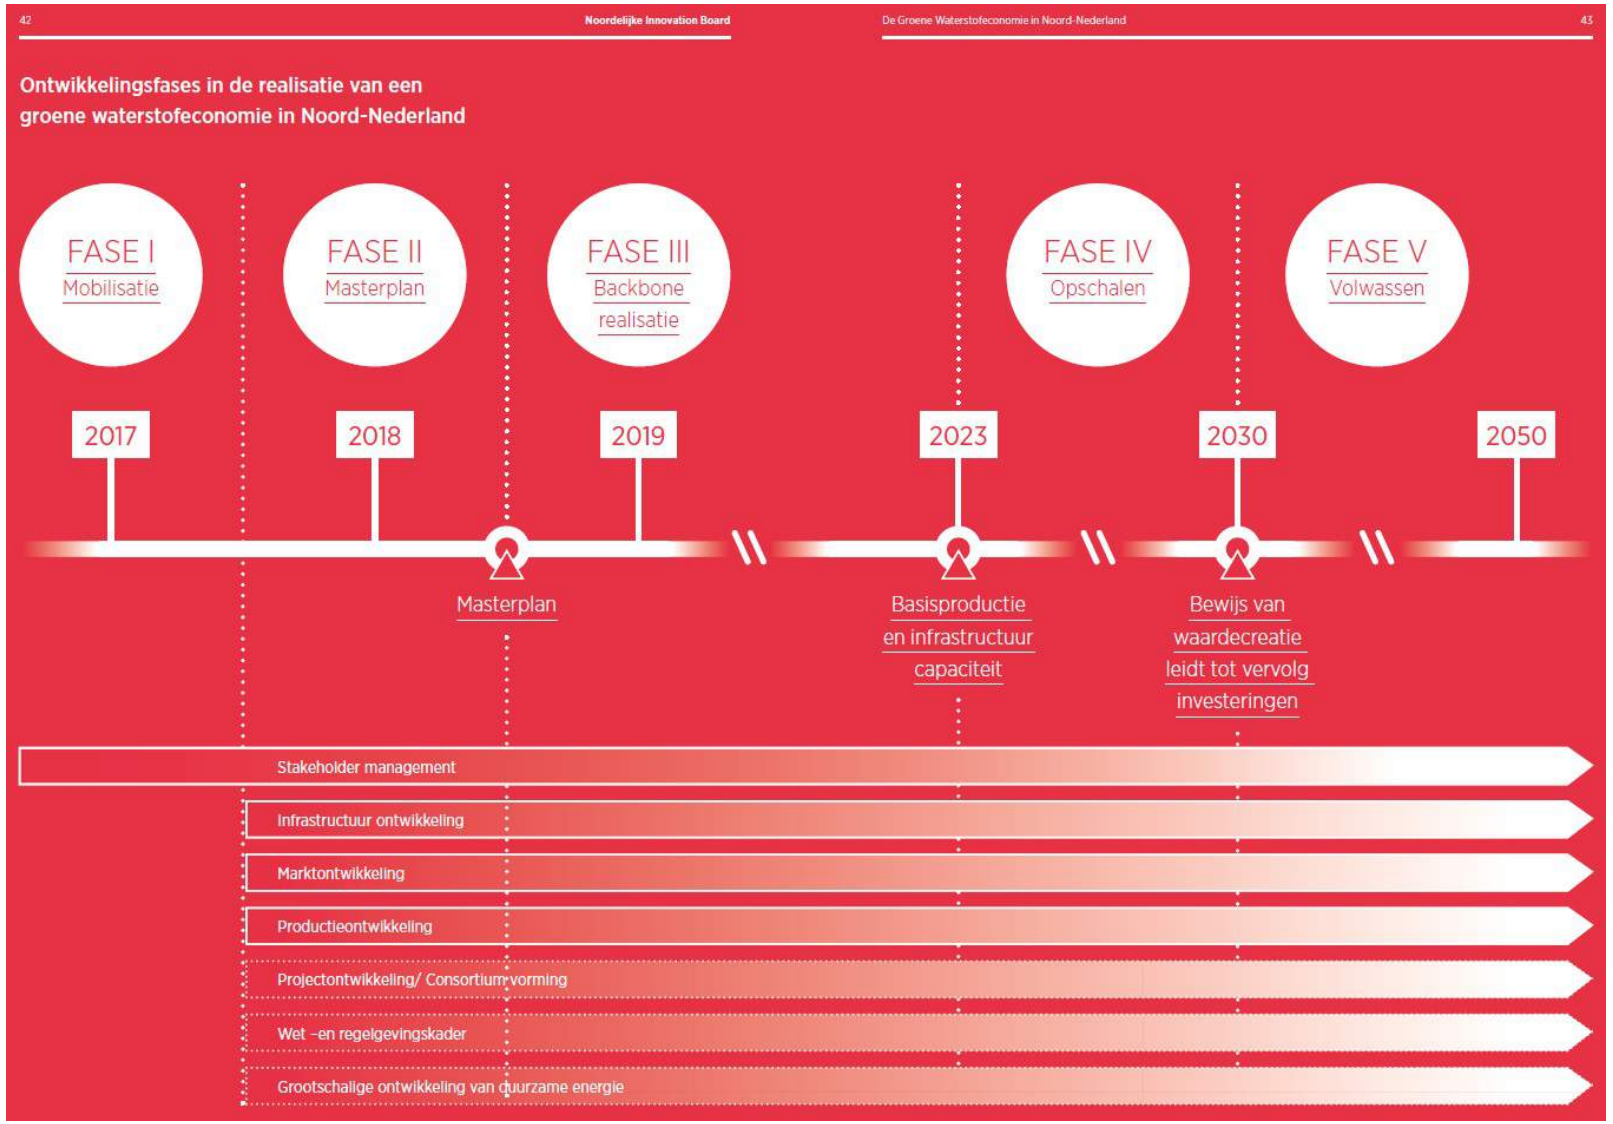 42
Noordelijke Innovation Board
De Groene Waterstofeconomie in Noord-Nederland
43
Ontwikkelingsfases in de realisatie van een
groene waterstofeconomie in Noord-Nederland
FASE I
Mobilisatie
FASE II
Masterplan
FASE III
Backbone
realisatie
FASE IV
Opschalen
FASE V
Volwassen
2017
2018
2019
2023
2030
2050
Masterplan
Basisproductie
en infrastructuur
capaciteit
Bewijs van
waardecreatie
leidt tot vervolg
investeringen
Stakeholder management
Infrastructuur ontwikkeling
Marktontwikkeling
Productieontwikkeling
Projectontwikkeling/ Consortium vorming
Wet –en regelgevingskader
Grootschalige ontwikkeling van duurzame energie